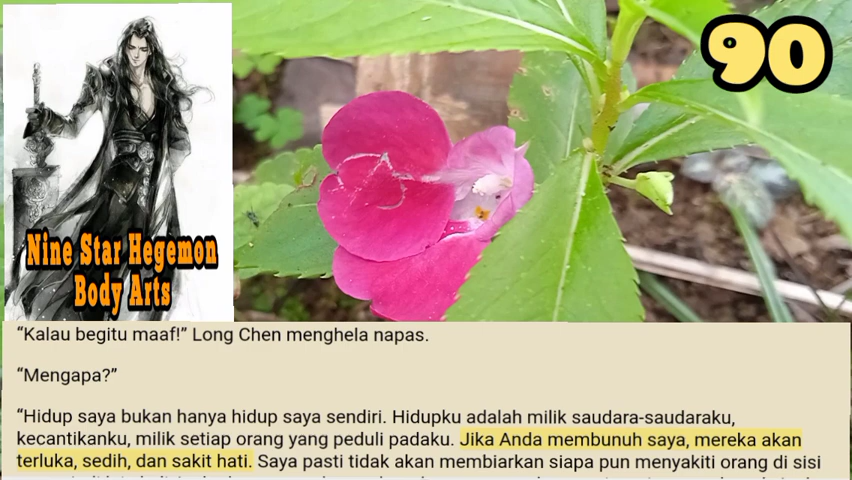 90
Nine Star Hegemon
Body Arts
“Kalau begitu maaf!” Long Chen menghela napas.
“Mengapa?”
“Hidup saya bukan hanya hidup saya sendiri. Hidupku adalah milik saudara-saudaraku,
kecantikanku, milik setiap orang yang peduli padaku. Jika Anda membunuh saya, mereka akan
terluka, sedih, dan sakit hati. Saya pasti tidak akan membiarkan siapa pun menyakiti orang di sisi